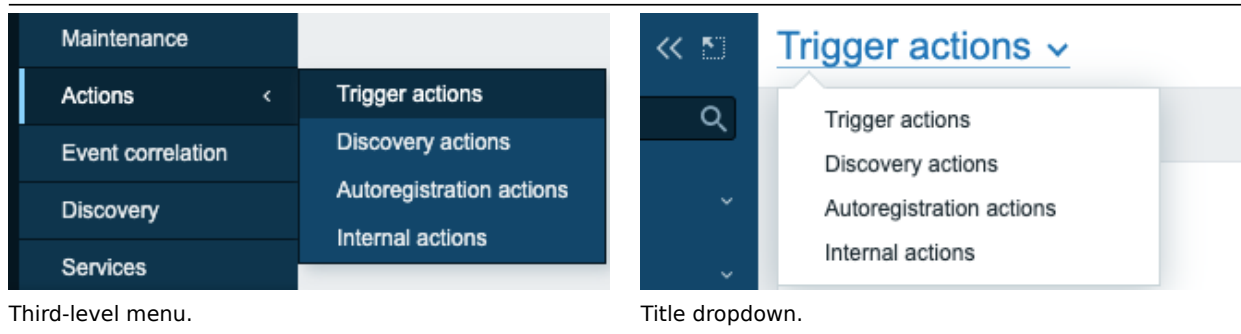 Maintenance
Actions
Event correlation
Discovery
Services
Trigger actions
Discovery actions
Autoregistration actions
Internal actions
Third-level menu.
Trigger actions
Trigger actions
Discovery actions
Autoregistration actions
Internal actions
Title dropdown.